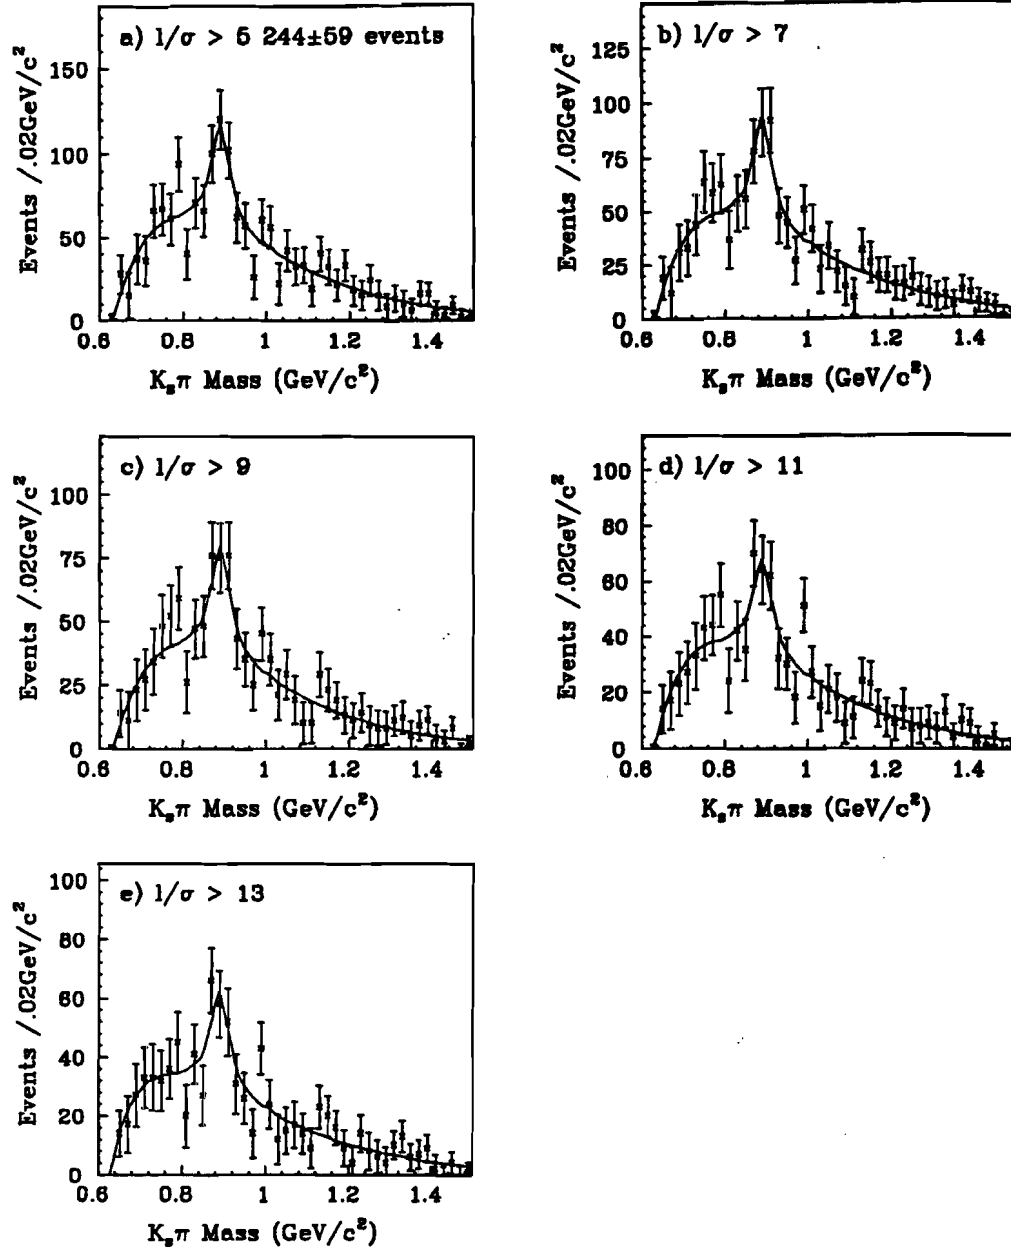 a) l/σ > 5 244±59 events
Events /.02GeV/c²
150
100
50
0
0.6 0.8 1 1.2 1.4
Kₛπ Mass (GeV/c²)
b) l/σ > 7
Events /.02GeV/c²
125
100
75
50
25
0
0.6 0.8 1 1.2 1.4
Kₛπ Mass (GeV/c²)
c) l/σ > 9
Events /.02GeV/c²
100
75
50
25
0
0.6 0.8 1 1.2 1.4
Kₛπ Mass (GeV/c²)
d) l/σ > 11
Events /.02GeV/c²
100
80
60
40
20
0
0.6 0.8 1 1.2 1.4
Kₛπ Mass (GeV/c²)
e) l/σ > 13
Events /.02GeV/c²
100
80
60
40
20
0
0.6 0.8 1 1.2 1.4
Kₛπ Mass (GeV/c²)